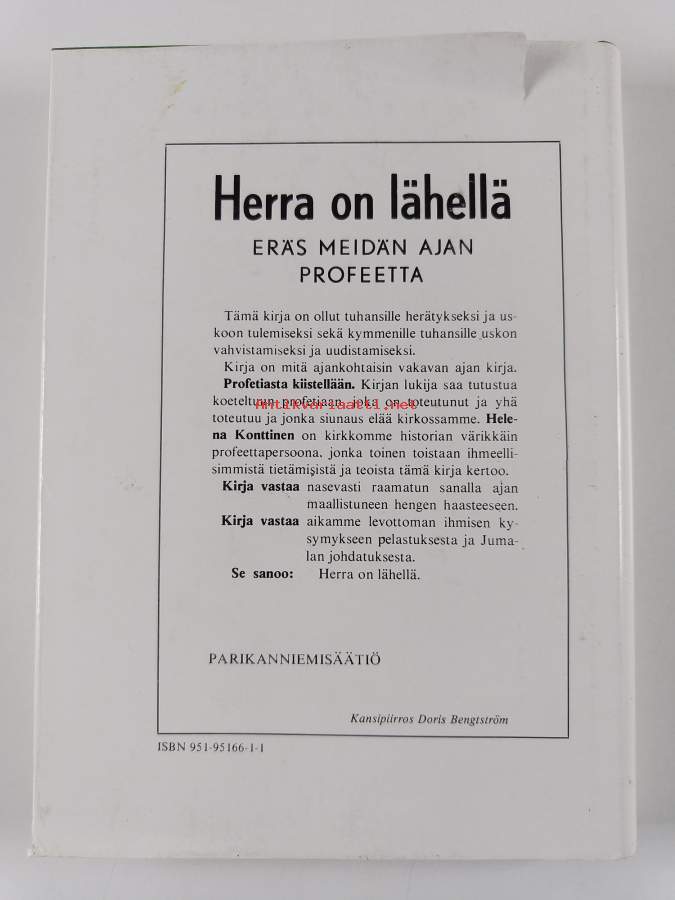 Herra on lähellä
ERÄS MEIDÄN AJAN
PROFEETTA
Tämä kirja on ollut tuhansille herätykseksi ja us-
koon tulemiseksi sekä kymmenille tuhansille uskon
vahvistamiseksi ja uudistamiseksi.
Kirja on mitä ajankohtaisin vakavan ajan kirja.
Profetiasta kiistellään. Kirjan lukija saa tutustua
koeteltuun profetiaan, joka on toteutunut ja yhä
Antikvariaatti.net
toteutuu ja jonka siunaus elää kirkossamme. Hele-
na Konttinen on kirkkomme historian värikkäin
profeettapersoona, jonka toinen toistaan ihmeelli-
simmistä tietämisistä ja teoista tämä kirja kertoo.
Kirja vastaa nasevasti raamatun sanalla ajan
maallistuneen hengen haasteeseen.
Kirja vastaa aikamme levottoman ihmisen ky-
symykseen pelastuksesta ja Juma-
lan johdatuksesta.
Se sanoo: Herra on lähellä.
PARIKANNIEMISÄÄTIÖ
Kansipiirros Doris Bengtström
ISBN 951-95166-1-1